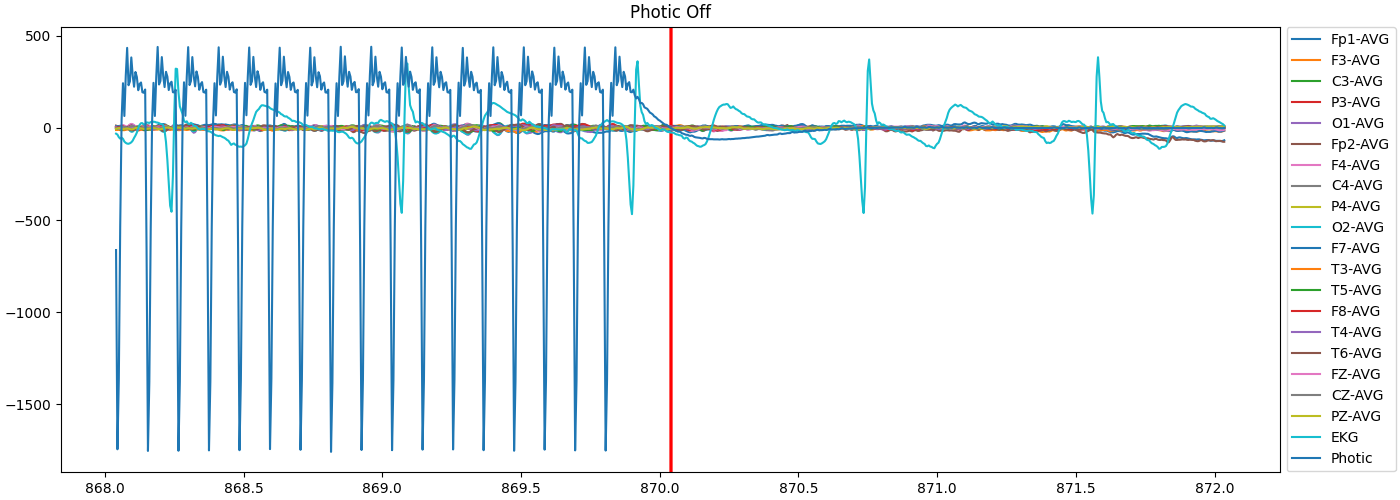 Photic Off
500
0
−500
−1000
−1500
868.0 868.5 869.0 869.5 870.0 870.5 871.0 871.5 872.0
Fp1-AVG
F3-AVG
C3-AVG
P3-AVG
O1-AVG
Fp2-AVG
F4-AVG
C4-AVG
P4-AVG
O2-AVG
F7-AVG
T3-AVG
T5-AVG
F8-AVG
T4-AVG
T6-AVG
FZ-AVG
CZ-AVG
PZ-AVG
EKG
Photic